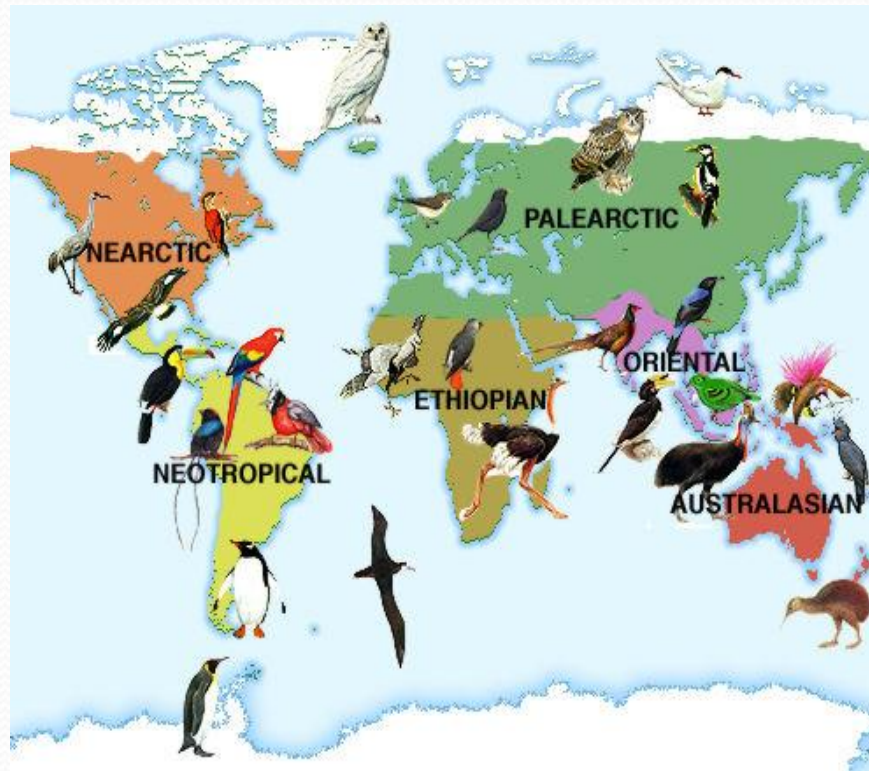 NEARCTIC
PALEARCTIC
ORIENTAL
ETHIOPIAN
NEOTROPICAL
AUSTRALASIAN